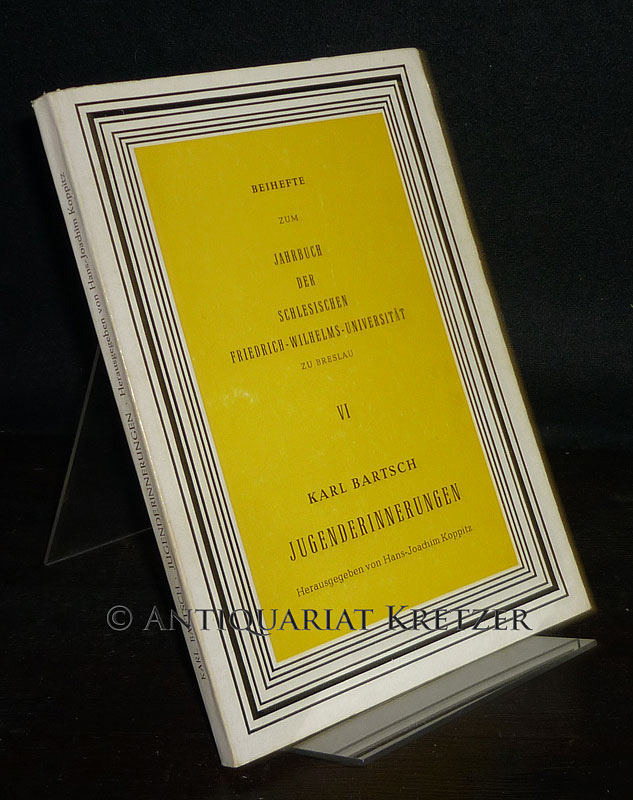 BEIHEFTE
ZUM
JAHRBUCH
DER
SCHLESISCHEN
FRIEDRICH-WILHELMS-UNIVERSITÄT
ZU BRESLAU
VI
KARL BARTSCH
JUGENDERINNERUNGEN
Herausgegeben von Hans-Joachim Koppitz
KARL BARTSCH · JUGENDERINNERUNGEN · Herausgegeben von Hans-Joachim Koppitz
© ANTIQUARIAT KRETZER